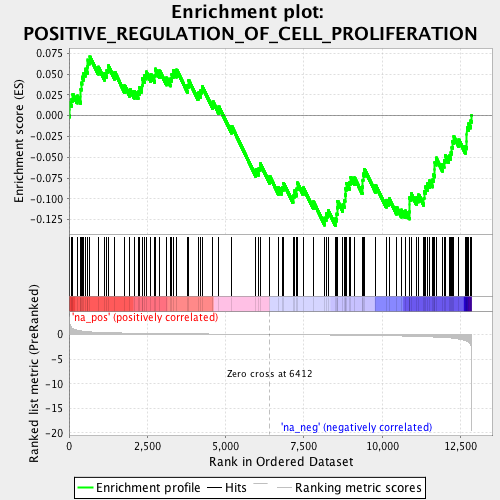 Enrichment plot:
POSITIVE_REGULATION_OF_CELL_PROLIFERATION
Enrichment score (ES)
0.075
0.050
0.025
0.000
-0.025
-0.050
-0.075
-0.100
-0.125
'na_pos' (positively correlated)
Ranked list metric (PreRanked)
0
-5
-10
-15
-20
Zero cross at 6412
'na_neg' (negatively correlated)
0
2,500
5,000
7,500
10,000
12,500
Rank in Ordered Dataset
Enrichment profile
Hits
Ranking metric scores